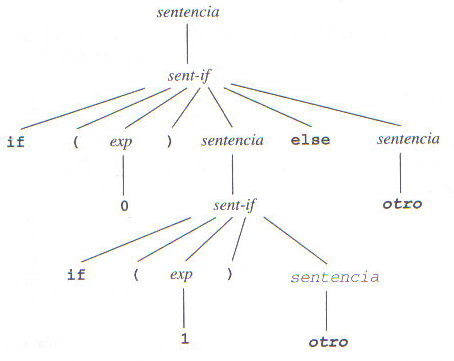 sentencia
sent-if
if ( exp ) sentencia else sentencia
0 sent-if otro
if ( exp ) sentencia
1 otro